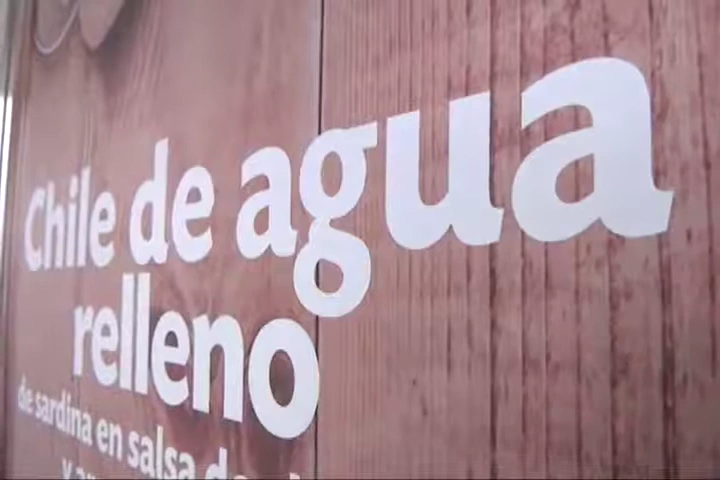 Chile de agua
relleno
de sardina en salsa
y